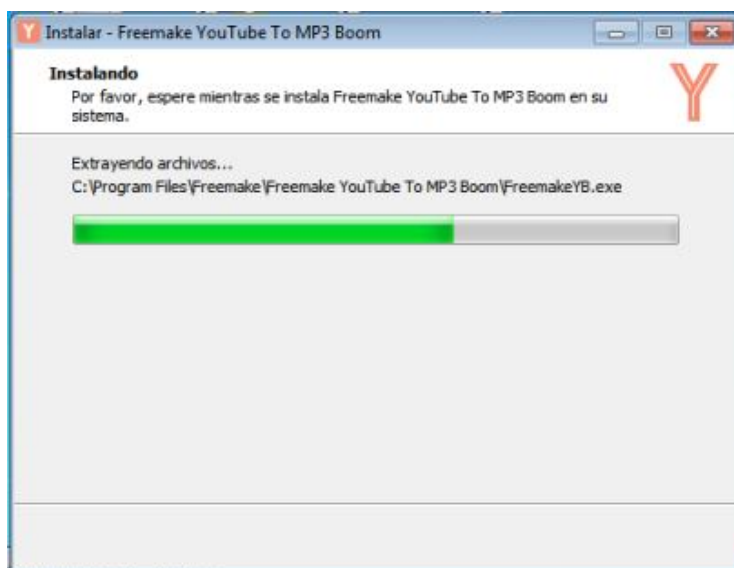 Instalar - Freemake YouTube To MP3 Boom
Instalando
Por favor, espere mientras se instala Freemake YouTube To MP3 Boom en su
sistema.
Extrayendo archivos...
C:\Program Files\Freemake\Freemake YouTube To MP3 Boom\FreemakeYB.exe